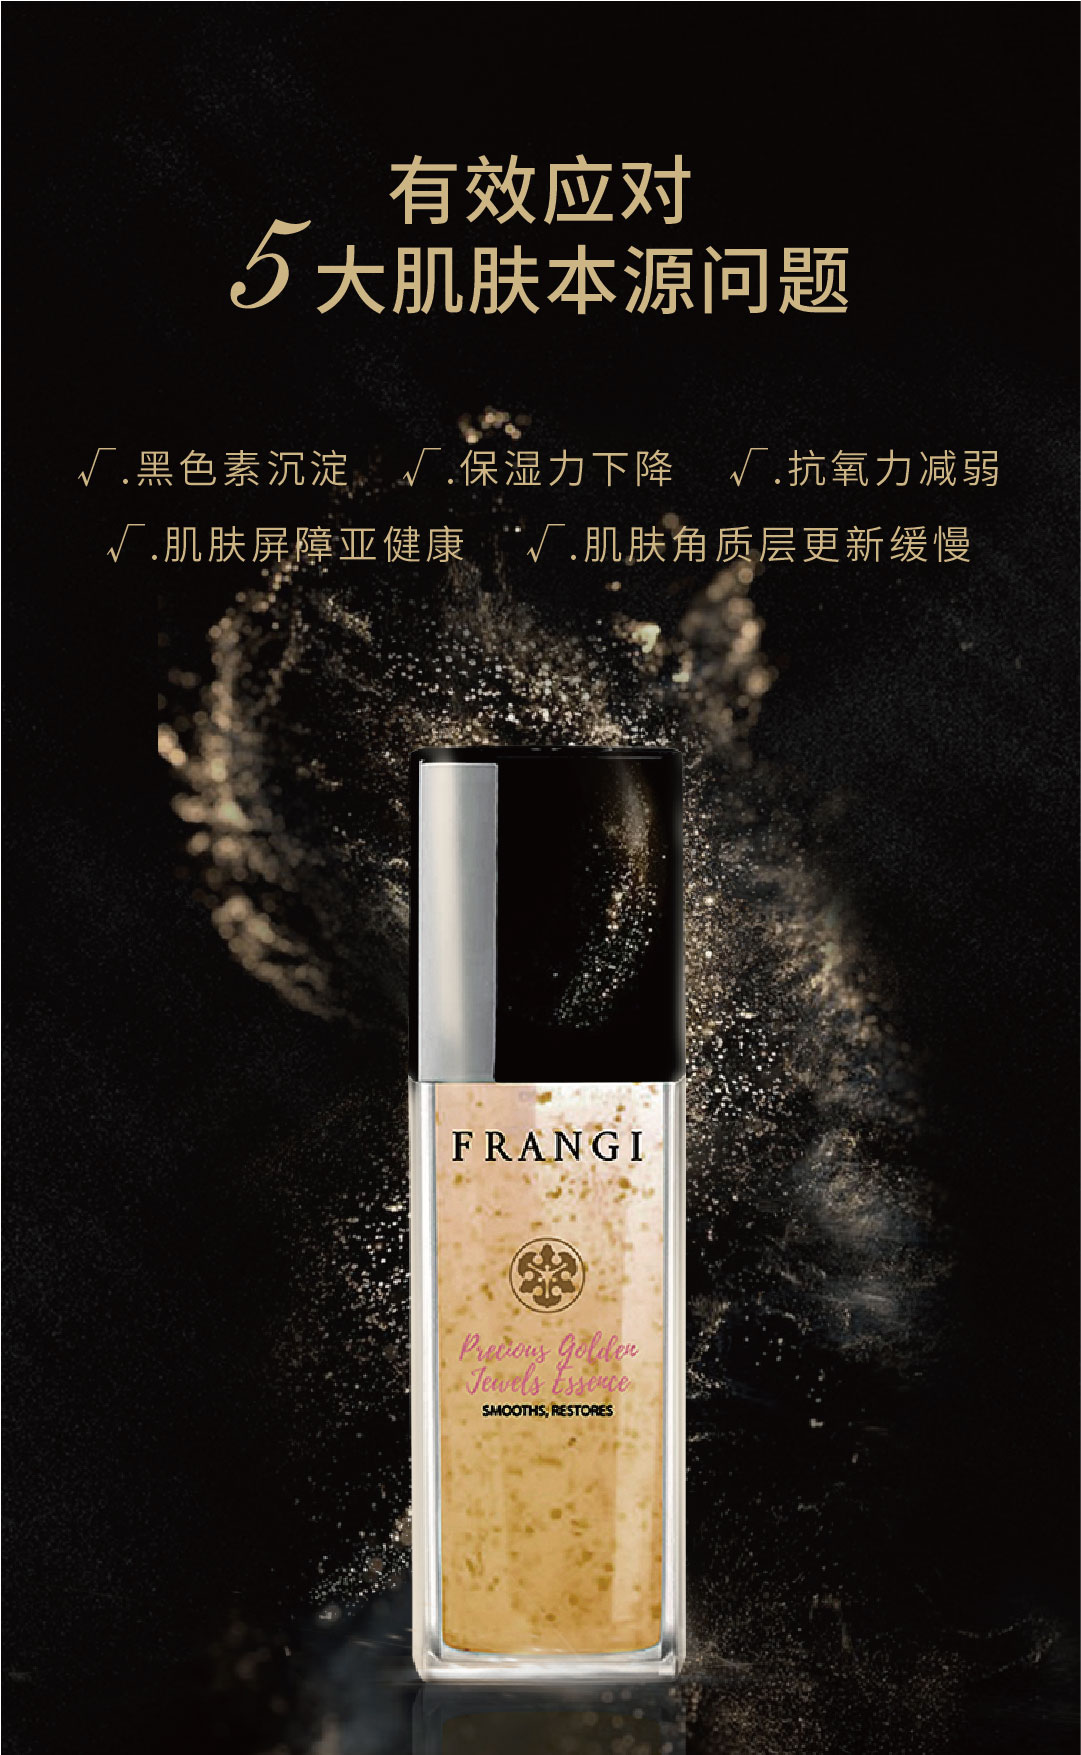 有效应对
5大肌肤本源问题
√.黑色素沉淀 √.保湿力下降 √.抗氧力减弱
√.肌肤屏障亚健康 √.肌肤角质层更新缓慢
FRANGI
Precious Golden
Jewels Essence
SMOOTHS, RESTORES